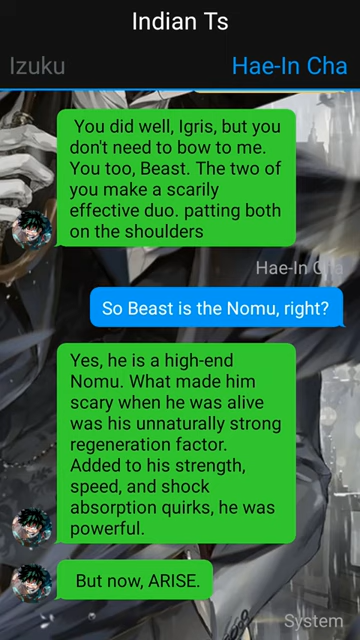 Indian Ts
Izuku
Hae-In Cha
You did well, Igris, but you
don't need to bow to me.
You too, Beast. The two of
you make a scarily
effective duo. patting both
on the shoulders
Hae-In Cha
So Beast is the Nomu, right?
Yes, he is a high-end
Nomu. What made him
scary when he was alive
was his unnaturally strong
regeneration factor.
Added to his strength,
speed, and shock
absorption quirks, he was
powerful.
But now, ARISE.
System